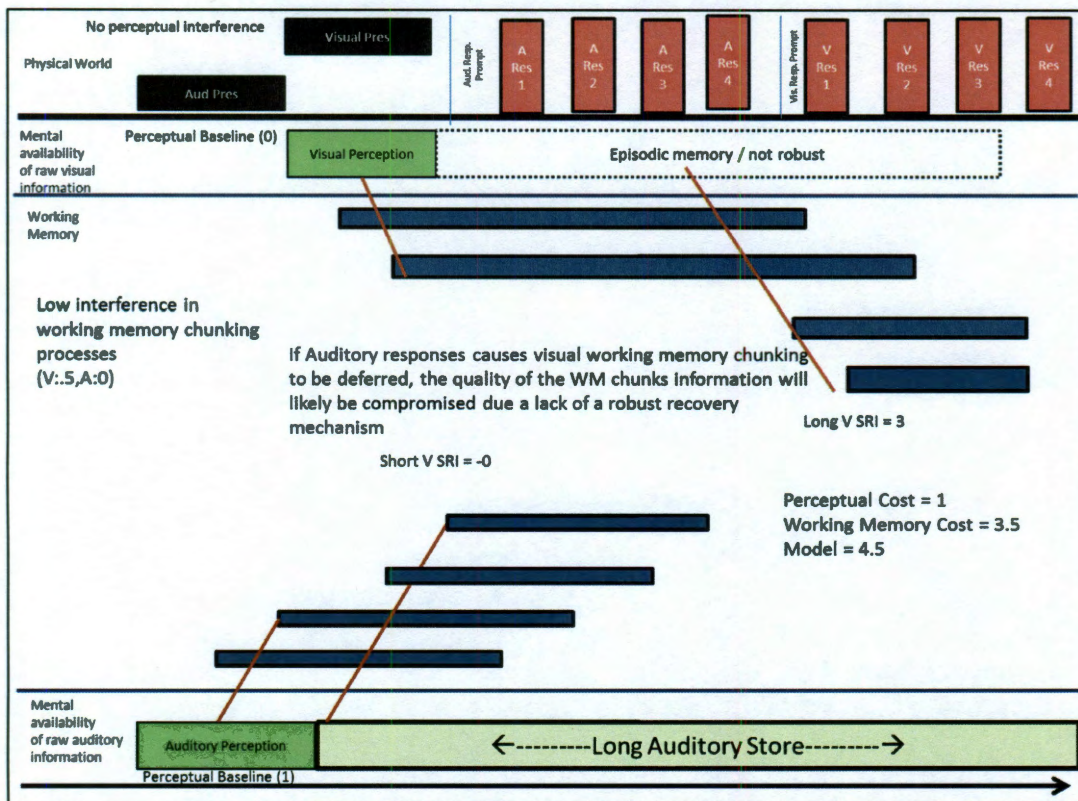 No perceptual interference
Visual Pres
Physical World
Aud Pres
Aud. Resp.
Prompt
A
Res
1
A
Res
2
A
Res
3
A
Res
4
Vis. Resp. Prompt
V
Res
1
V
Res
2
V
Res
3
V
Res
4
Mental
availability
of raw visual
information
Perceptual Baseline (0)
Visual Perception
Episodic memory / not robust
Working
Memory
Low interference in
working memory chunking
processes
(V:.5,A:0)
If Auditory responses causes visual working memory chunking
to be deferred, the quality of the WM chunks information will
likely be compromised due a lack of a robust recovery
mechanism
Long V SRI = 3
Short V SRI = -0
Perceptual Cost = 1
Working Memory Cost = 3.5
Model = 4.5
Mental
availability
of raw auditory
information
Auditory Perception
←---------Long Auditory Store-------→
Perceptual Baseline (1)